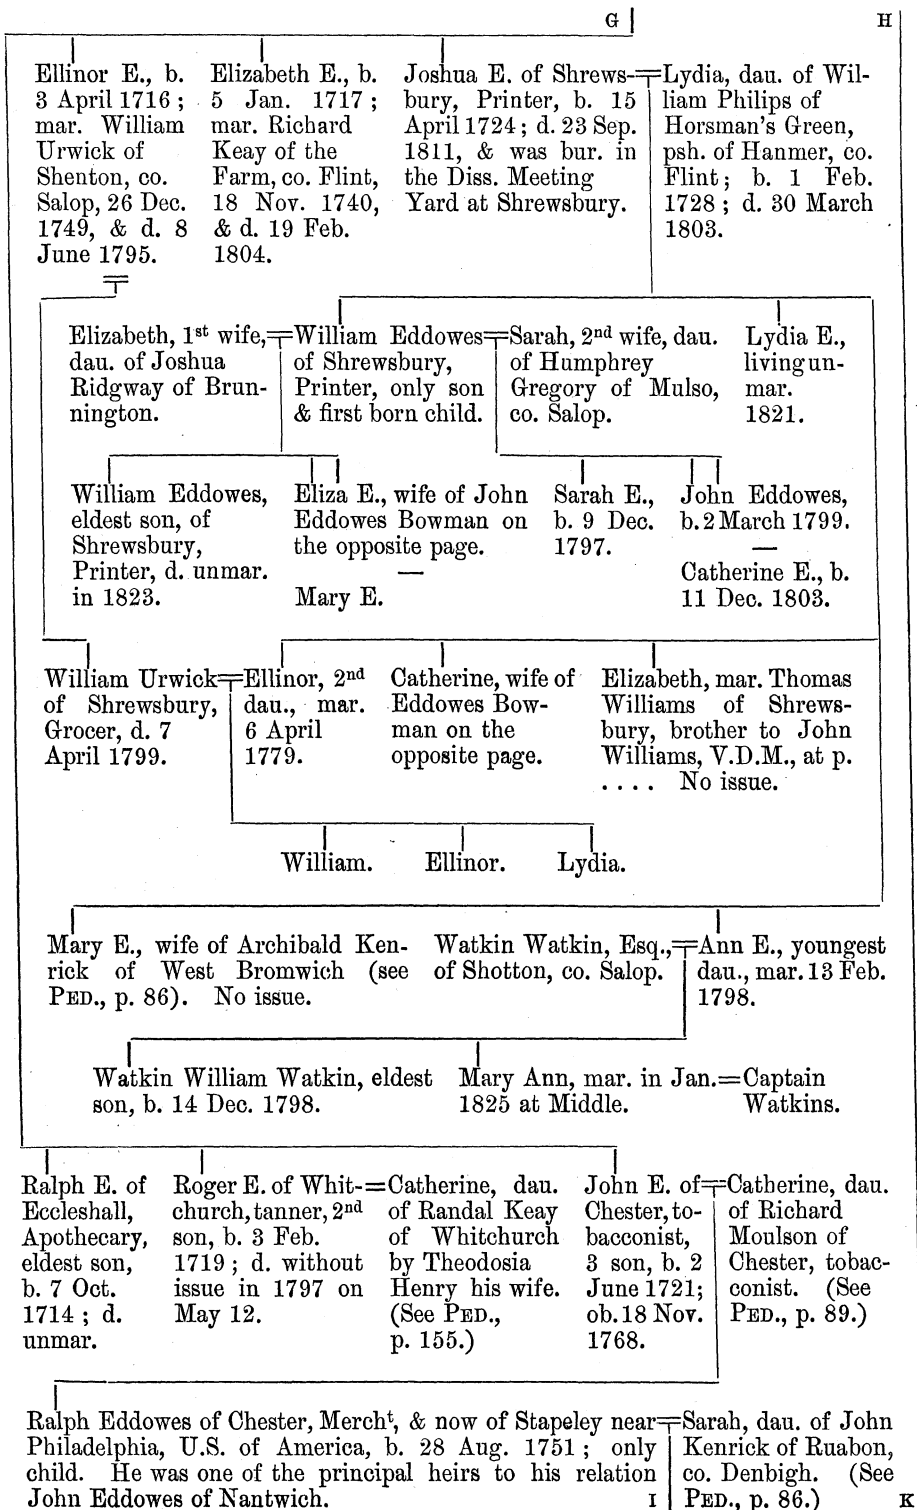 G H
Ellinor E., b.
3 April 1716 ;
mar. William
Urwick of
Shenton, co.
Salop, 26 Dec.
1749, & d. 8
June 1795.
Elizabeth E., b.
5 Jan. 1717 ;
mar. Richard
Keay of the
Farm, co. Flint,
18 Nov. 1740,
& d. 19 Feb.
1804.
Joshua E. of Shrews-
bury, Printer, b. 15
April 1724 ; d. 23 Sep.
1811, & was bur. in
the Diss. Meeting
Yard at Shrewsbury.
Lydia, dau. of Wil-
liam Philips of
Horsman's Green,
psh. of Hanmer, co.
Flint ; b. 1 Feb.
1728 ; d. 30 March
1803.
Elizabeth, 1st wife,
dau. of Joshua
Ridgway of Brun-
nington.
William Eddowes
of Shrewsbury,
Printer, only son
& first born child.
Sarah, 2nd wife, dau.
of Humphrey
Gregory of Mulso,
co. Salop.
Lydia E.,
living un-
mar.
1821.
William Eddowes,
eldest son, of
Shrewsbury,
Printer, d. unmar.
in 1823.
Eliza E., wife of John
Eddowes Bowman on
the opposite page.
—
Mary E.
Sarah E.,
b. 9 Dec.
1797.
John Eddowes,
b. 2 March 1799.
—
Catherine E., b.
11 Dec. 1803.
William Urwick
of Shrewsbury,
Grocer, d. 7
April 1799.
Ellinor, 2nd
dau., mar.
6 April
1779.
Catherine, wife of
Eddowes Bow-
man on the
opposite page.
Elizabeth, mar. Thomas
Williams of Shrews-
bury, brother to John
Williams, V.D.M., at p.
. . . . No issue.
William. Ellinor. Lydia.
Mary E., wife of Archibald Ken-
rick of West Bromwich (see
PED., p. 86). No issue.
Watkin Watkin, Esq.,
of Shotton, co. Salop.
Ann E., youngest
dau., mar. 13 Feb.
1798.
Watkin William Watkin, eldest
son, b. 14 Dec. 1798.
Mary Ann, mar. in Jan.=
1825 at Middle.
Captain
Watkins.
Ralph E. of
Eccleshall,
Apothecary,
eldest son,
b. 7 Oct.
1714 ; d.
unmar.
Roger E. of Whit-=
church, tanner, 2nd
son, b. 3 Feb.
1719 ; d. without
issue in 1797 on
May 12.
Catherine, dau.
of Randal Keay
of Whitchurch
by Theodosia
Henry his wife.
(See PED.,
p. 155.)
John E. of
Chester, to-
bacconist,
3 son, b. 2
June 1721;
ob. 18 Nov.
1768.
Catherine, dau.
of Richard
Moulson of
Chester, tobac-
conist. (See
PED., p. 89.)
Ralph Eddowes of Chester, Mercht, & now of Stapeley near
Philadelphia, U.S. of America, b. 28 Aug. 1751 ; only
child. He was one of the principal heirs to his relation
John Eddowes of Nantwich.
Sarah, dau. of John
Kenrick of Ruabon,
co. Denbigh. (See
PED., p. 86.)
I K